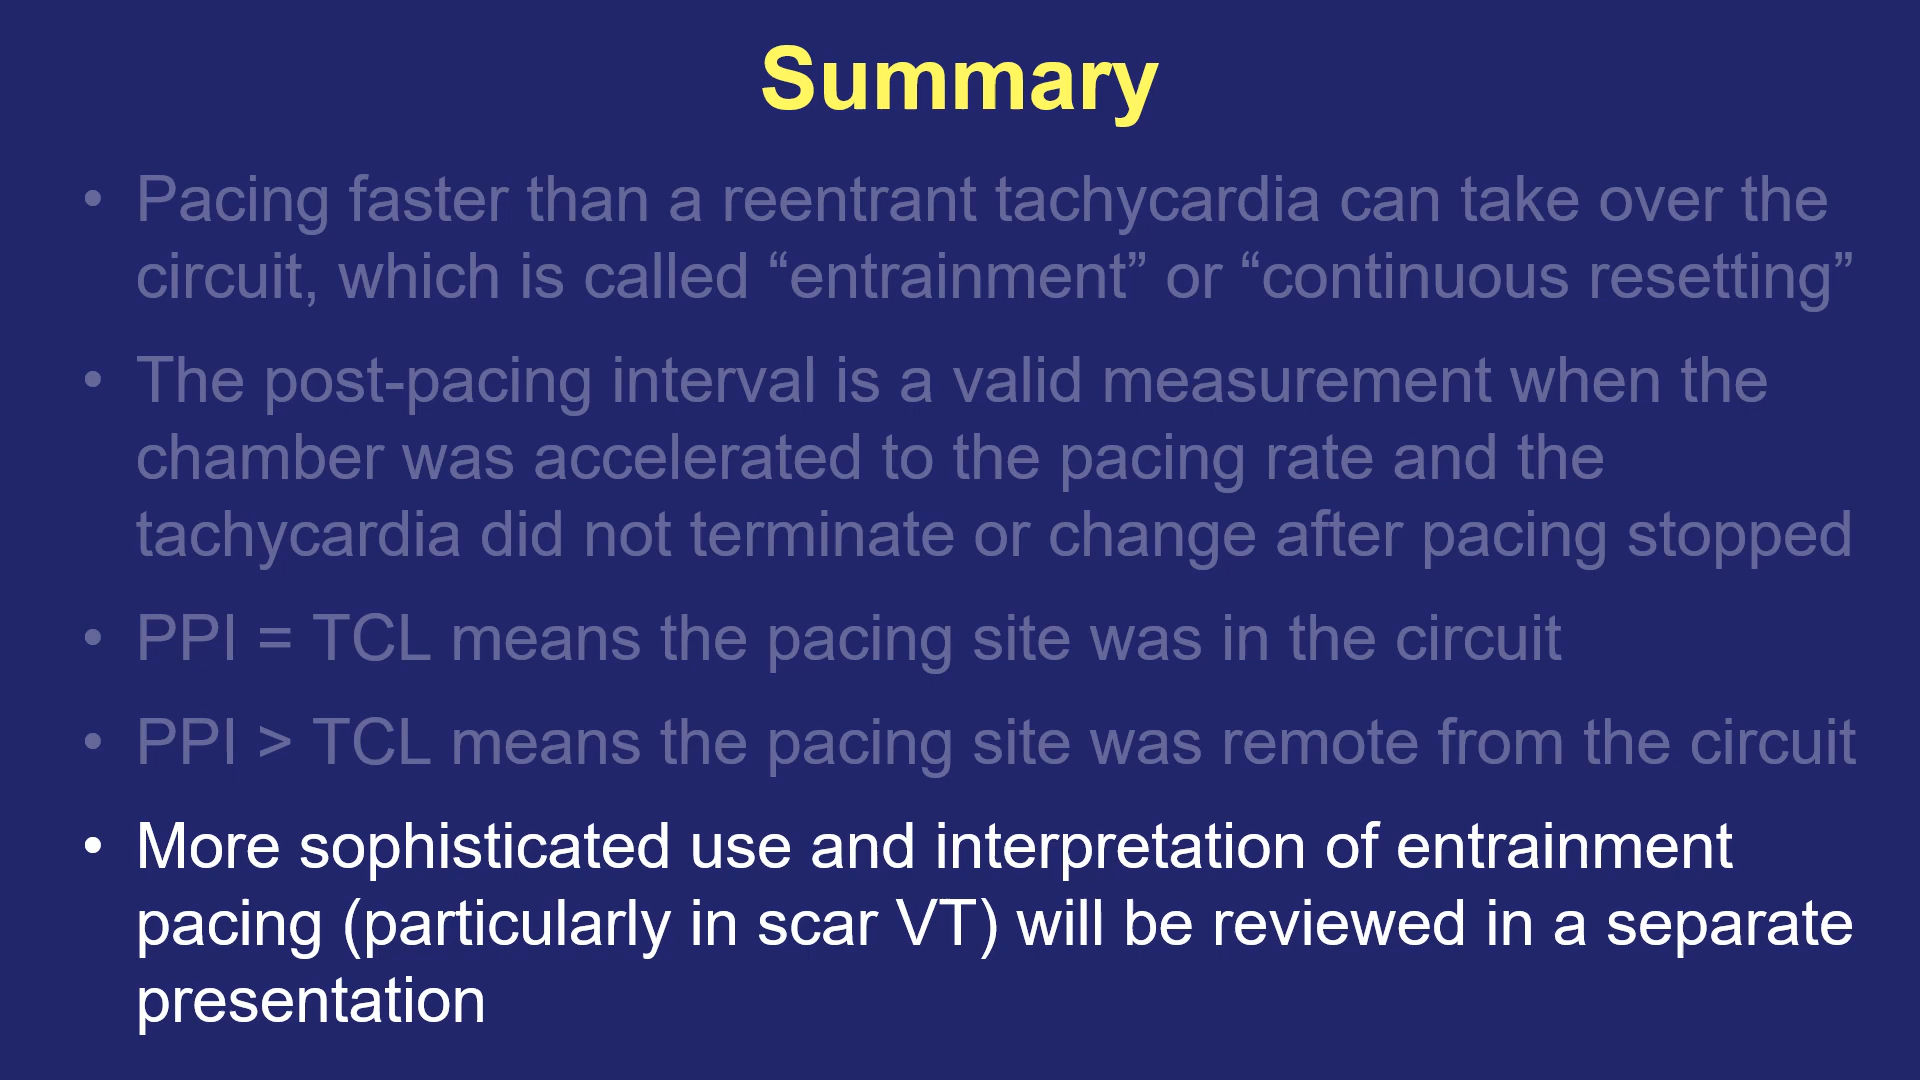 Summary
• Pacing faster than a reentrant tachycardia can take over the
circuit, which is called “entrainment” or “continuous resetting”
• The post-pacing interval is a valid measurement when the
chamber was accelerated to the pacing rate and the
tachycardia did not terminate or change after pacing stopped
• PPI = TCL means the pacing site was in the circuit
• PPI > TCL means the pacing site was remote from the circuit
• More sophisticated use and interpretation of entrainment
pacing (particularly in scar VT) will be reviewed in a separate
presentation